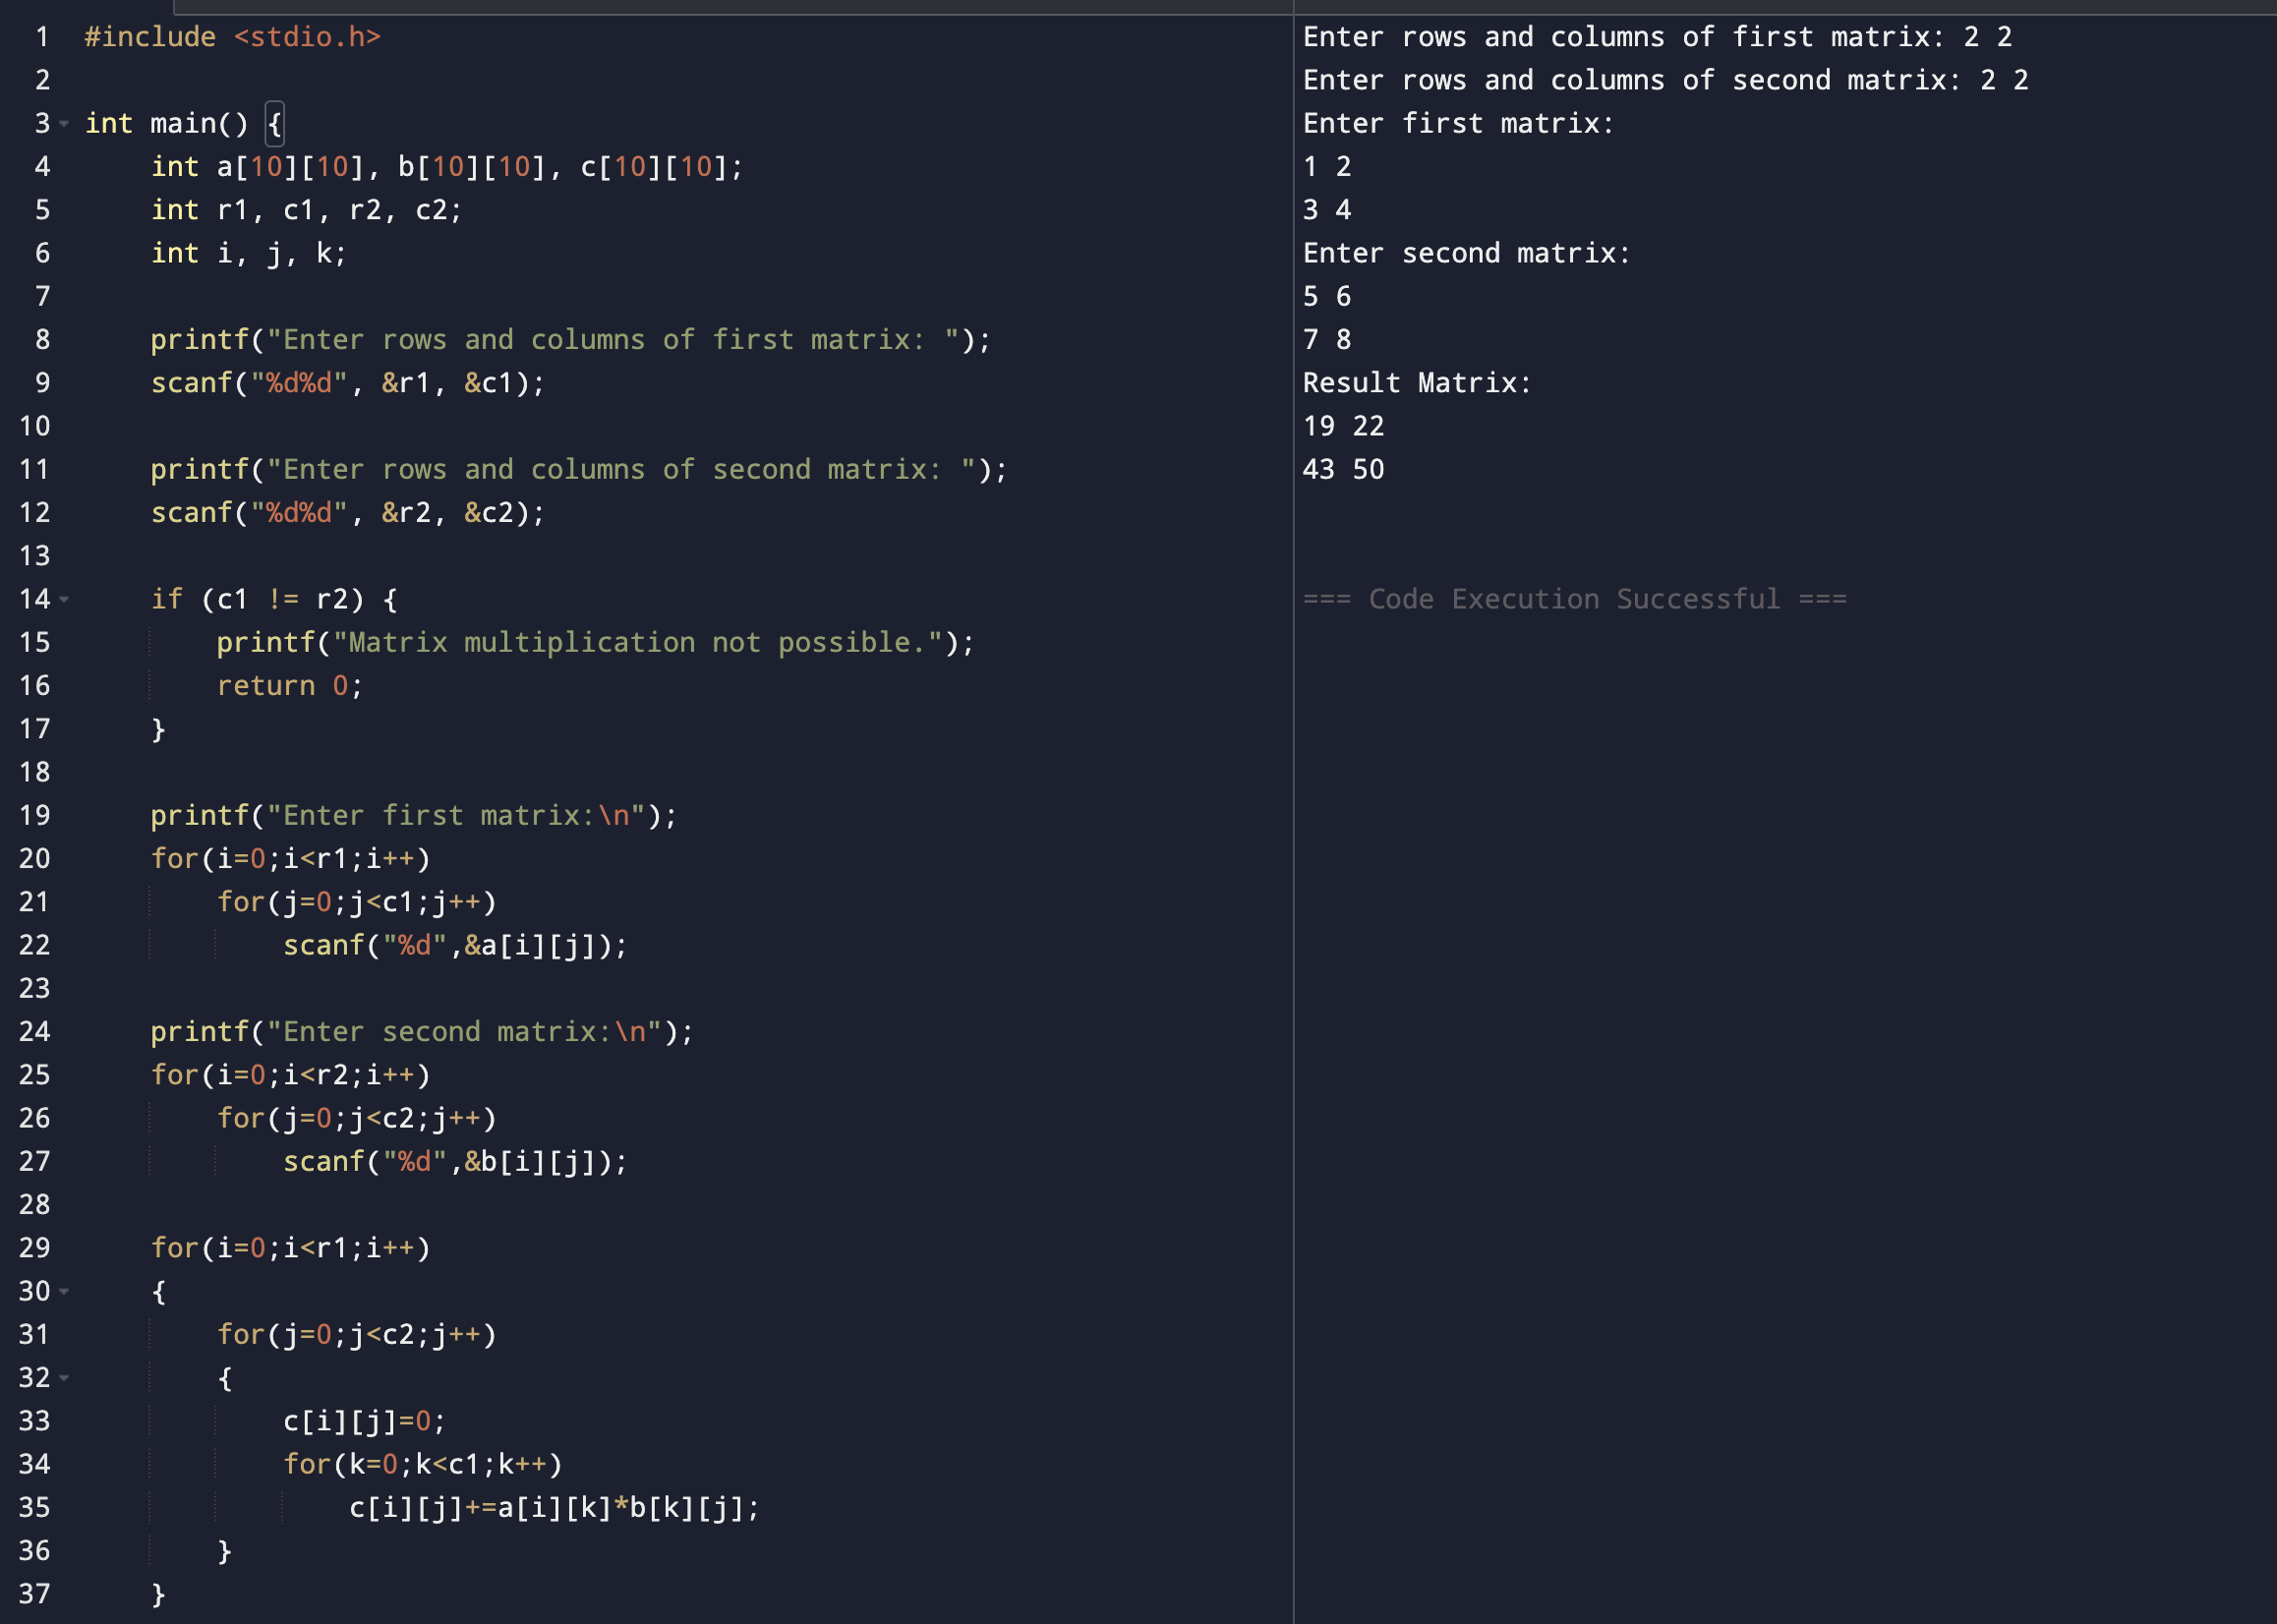 1 #include <stdio.h>
2
3 int main() {
4     int a[10][10], b[10][10], c[10][10];
5     int r1, c1, r2, c2;
6     int i, j, k;
7
8     printf("Enter rows and columns of first matrix: ");
9     scanf("%d%d", &r1, &c1);
10
11     printf("Enter rows and columns of second matrix: ");
12     scanf("%d%d", &r2, &c2);
13
14     if (c1 != r2) {
15         printf("Matrix multiplication not possible.");
16         return 0;
17     }
18
19     printf("Enter first matrix:\n");
20     for(i=0;i<r1;i++)
21         for(j=0;j<c1;j++)
22             scanf("%d",&a[i][j]);
23
24     printf("Enter second matrix:\n");
25     for(i=0;i<r2;i++)
26         for(j=0;j<c2;j++)
27             scanf("%d",&b[i][j]);
28
29     for(i=0;i<r1;i++)
30     {
31         for(j=0;j<c2;j++)
32         {
33             c[i][j]=0;
34             for(k=0;k<c1;k++)
35                 c[i][j]+=a[i][k]*b[k][j];
36         }
37     }
Enter rows and columns of first matrix: 2 2
Enter rows and columns of second matrix: 2 2
Enter first matrix:
1 2
3 4
Enter second matrix:
5 6
7 8
Result Matrix:
19 22
43 50
=== Code Execution Successful ===